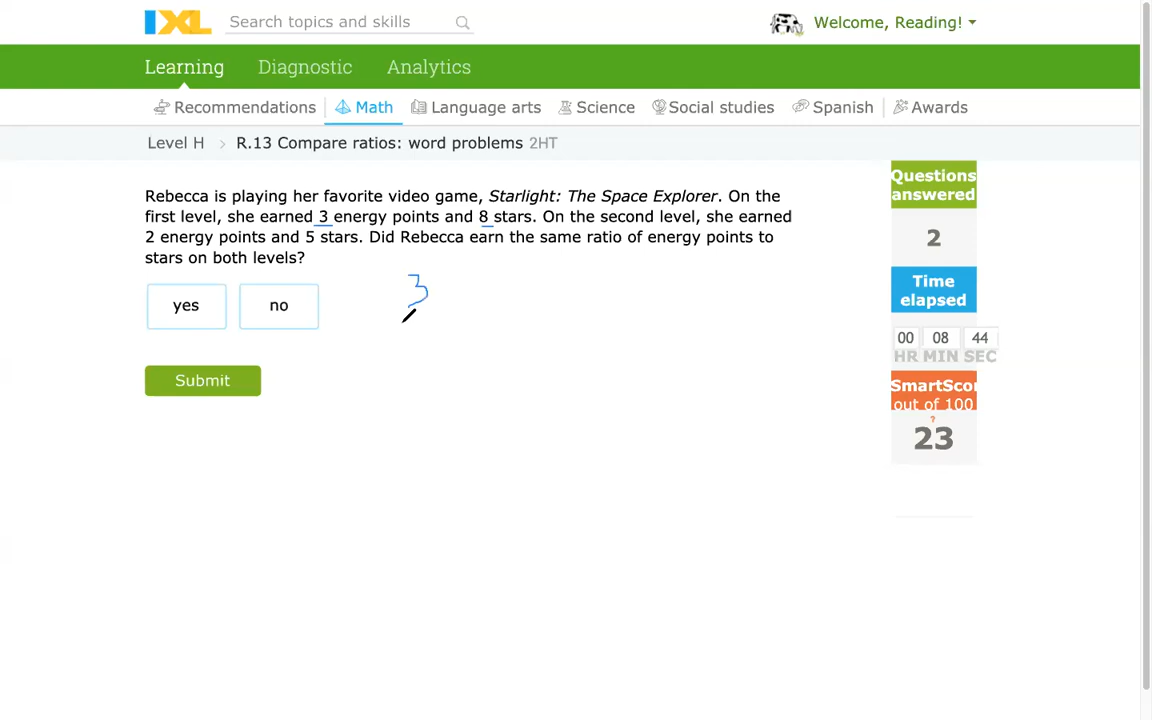 IXL Search topics and skills Welcome, Reading!
Learning Diagnostic Analytics
Recommendations Math Language arts Science Social studies Spanish Awards
Level H > R.13 Compare ratios: word problems 2HT
Rebecca is playing her favorite video game, Starlight: The Space Explorer. On the
first level, she earned 3 energy points and 8 stars. On the second level, she earned
2 energy points and 5 stars. Did Rebecca earn the same ratio of energy points to
stars on both levels?
yes no
3
Submit
Questions
answered
2
Time
elapsed
00 08 44
HR MIN SEC
SmartScor
out of 100
?
23